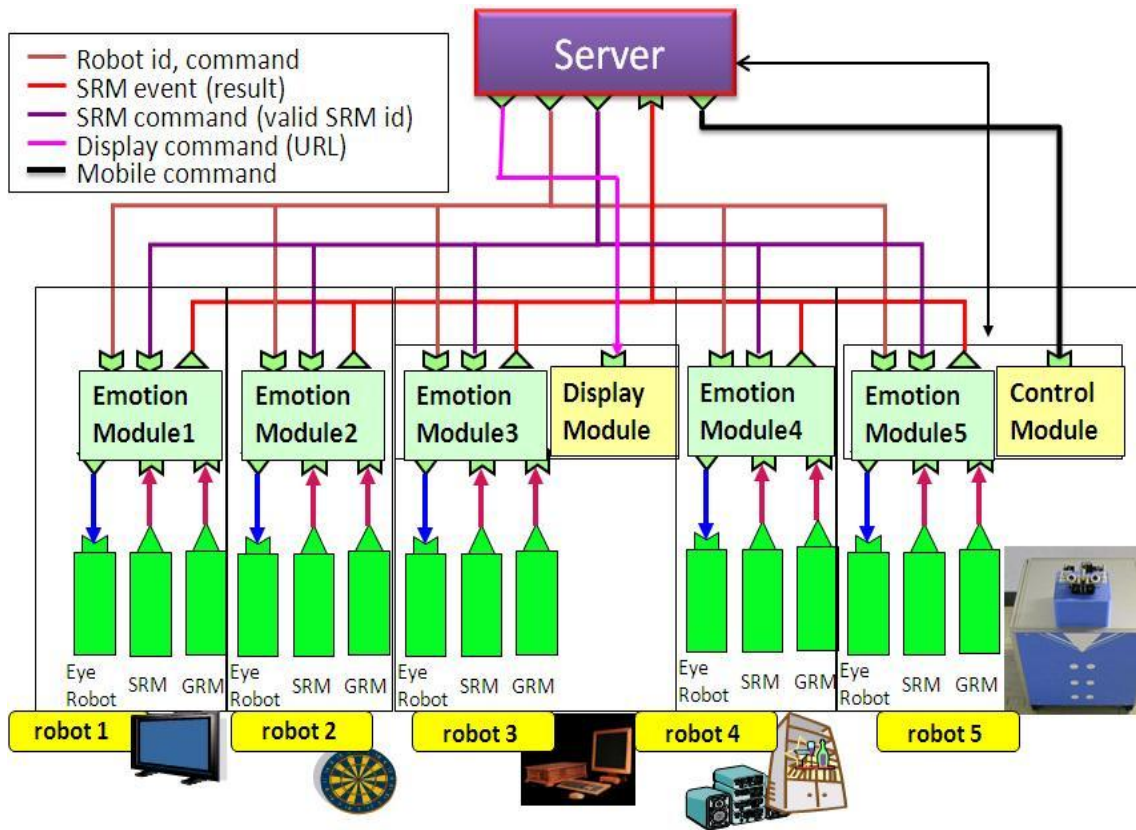 Server
Robot id, command
SRM event (result)
SRM command (valid SRM id)
Display command (URL)
Mobile command
Emotion
Module1
Emotion
Module2
Emotion
Module3
Display
Module
Emotion
Module4
Emotion
Module5
Control
Module
Eye
Robot
SRM
GRM
Eye
Robot
SRM
GRM
Eye
Robot
SRM
GRM
Eye
Robot
SRM
GRM
Eye
Robot
SRM
GRM
robot 1
robot 2
robot 3
robot 4
robot 5